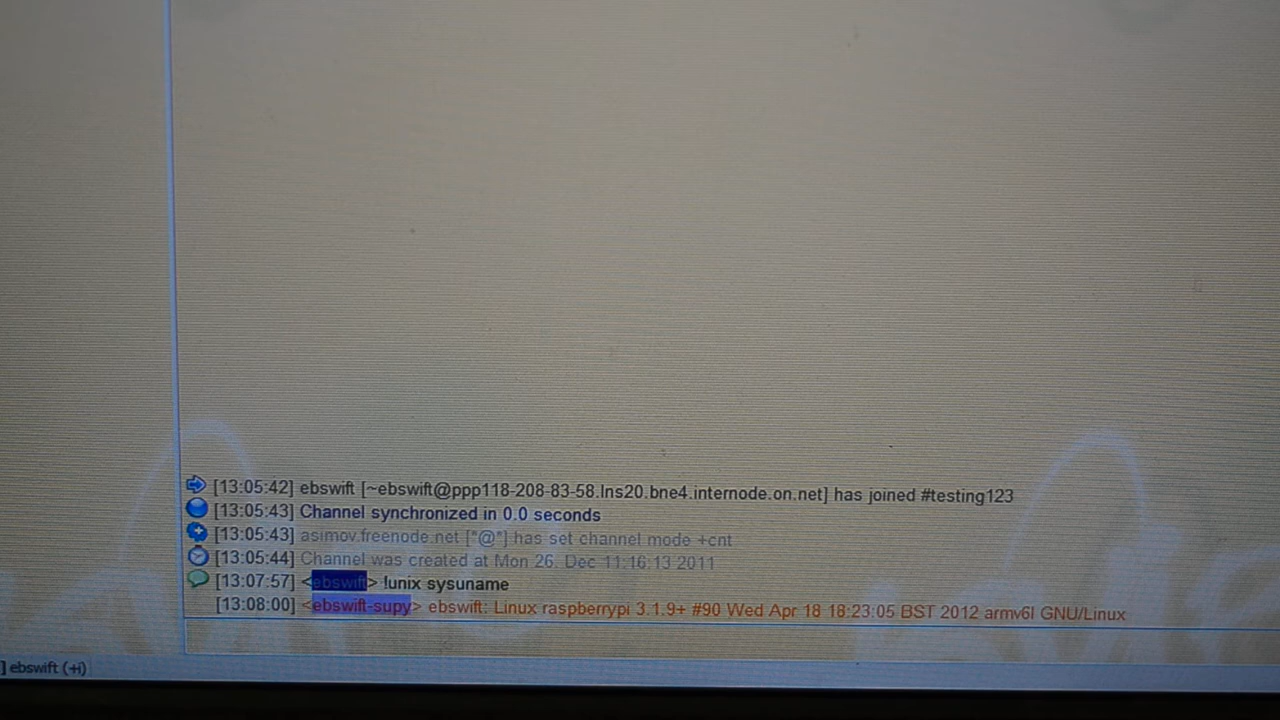 [13:05:42] ebswift [~ebswift@ppp118-208-83-58.lns20.bne4.internode.on.net] has joined #testing123
[13:05:43] Channel synchronized in 0.0 seconds
[13:05:43] asimov.freenode.net ["@"] has set channel mode +cnt
[13:05:44] Channel was created at Mon 26. Dec 11:16:13 2011
[13:07:57] <ebswift> !unix sysuname
[13:08:00] <ebswift-supy> ebswift: Linux raspberrypi 3.1.9+ #90 Wed Apr 18 18:23:05 BST 2012 armv6l GNU/Linux
] ebswift (+i)